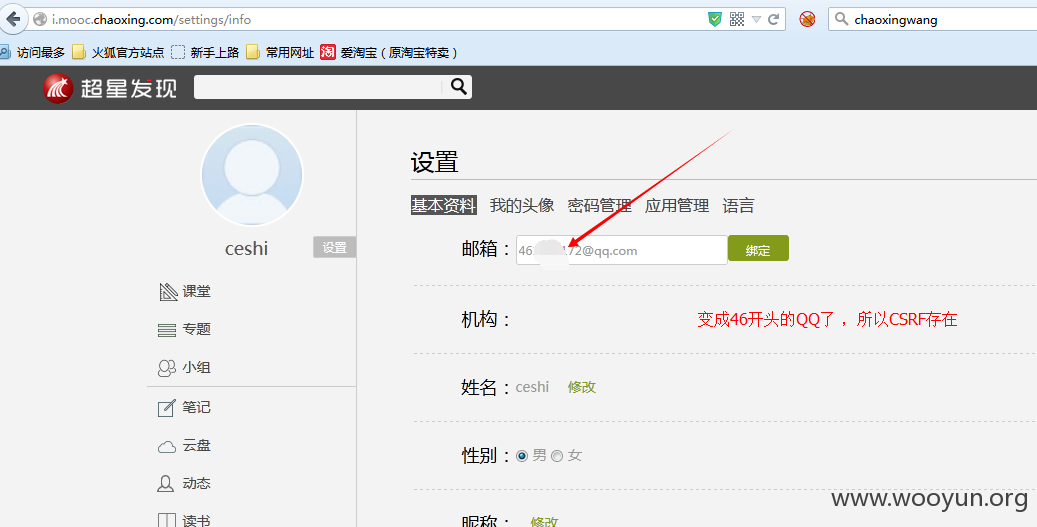 i.mooc.chaoxing.com/settings/info
chaoxingwang
访问最多 火狐官方站点 新手上路 常用网址 淘 爱淘宝（原淘宝特卖）
超星发现
设置
基本资料 我的头像 密码管理 应用管理 语言
邮箱： 46 172@qq.com 绑定
ceshi 设置
机构：
变成46开头的QQ了，所以CSRF存在
姓名： ceshi 修改
性别： 男 女
昵称： 修改
课堂
专题
小组
笔记
云盘
动态
读书
www.wooyun.org